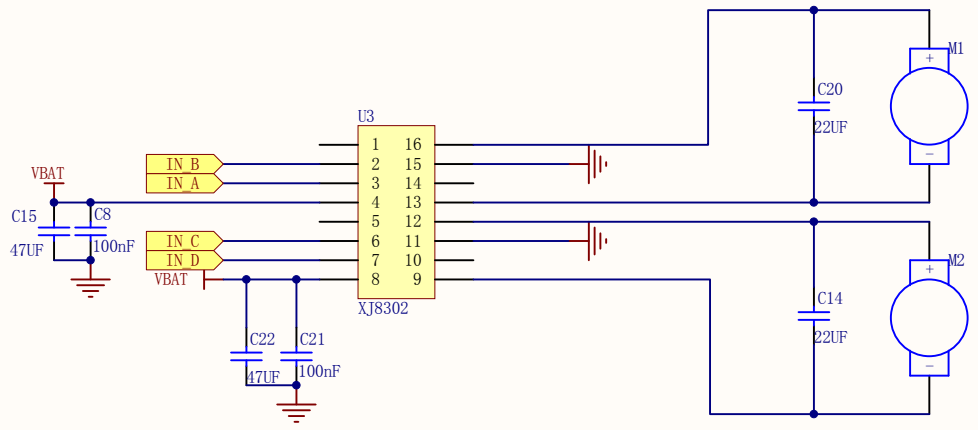 M1
+
C20
22UF
-
U3
1 16
IN_B 2 15
IN_A 3 14
VBAT 4 13
C15 C8
5 12
47UF 100nF
IN_C 6 11
IN_D 7 10
VBAT 8 9
XJ8302
M2
+
C14
22UF
-
C22 C21
47UF 100nF